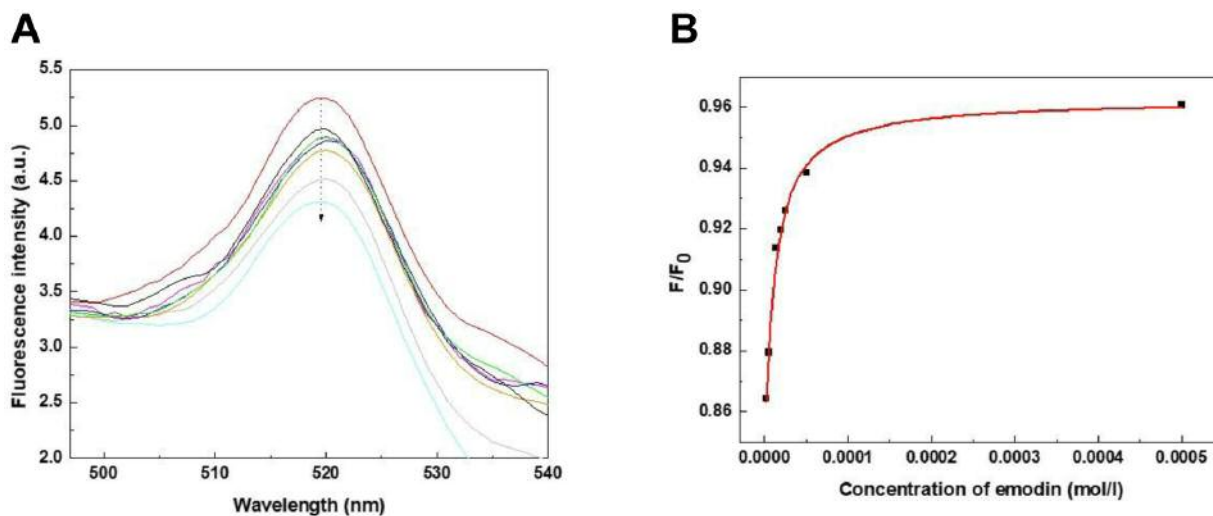 A
B
5.5
5.0
4.5
4.0
3.5
3.0
2.5
2.0
Fluorescence intensity (a.u.)
500 510 520 530 540
Wavelength (nm)
0.96
0.94
0.92
0.90
0.88
0.86
F/F0
0.0000 0.0001 0.0002 0.0003 0.0004 0.0005
Concentration of emodin (mol/l)